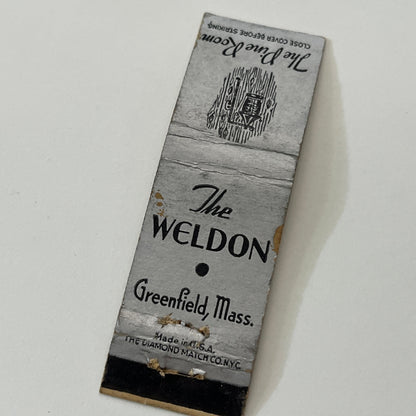 CLOSE COVER BEFORE STRIKING.
The Pine Room
The
WELDON
Greenfield, Mass.
Made in U.S.A.
THE DIAMOND MATCH CO. N.Y.C.